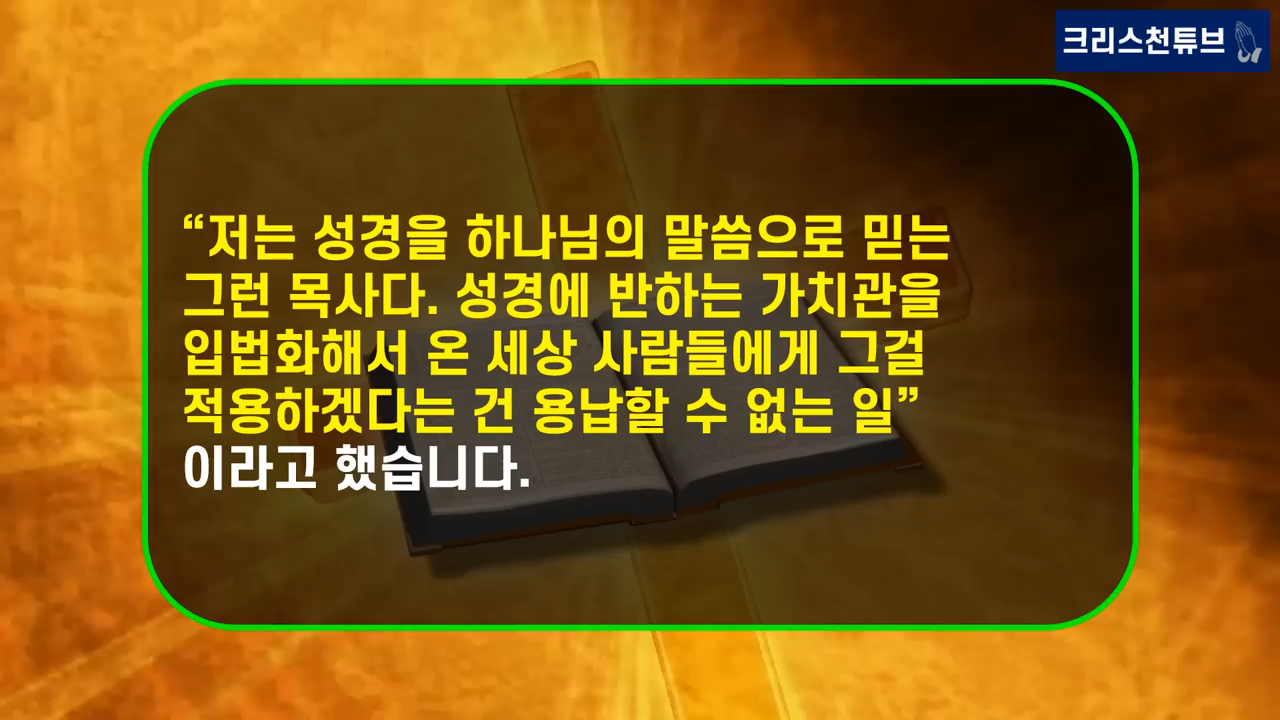 크리스천튜브
“저는 성경을 하나님의 말씀으로 믿는
그런 목사다. 성경에 반하는 가치관을
입법화해서 온 세상 사람들에게 그걸
적용하겠다는 건 용납할 수 없는 일”
이라고 했습니다.